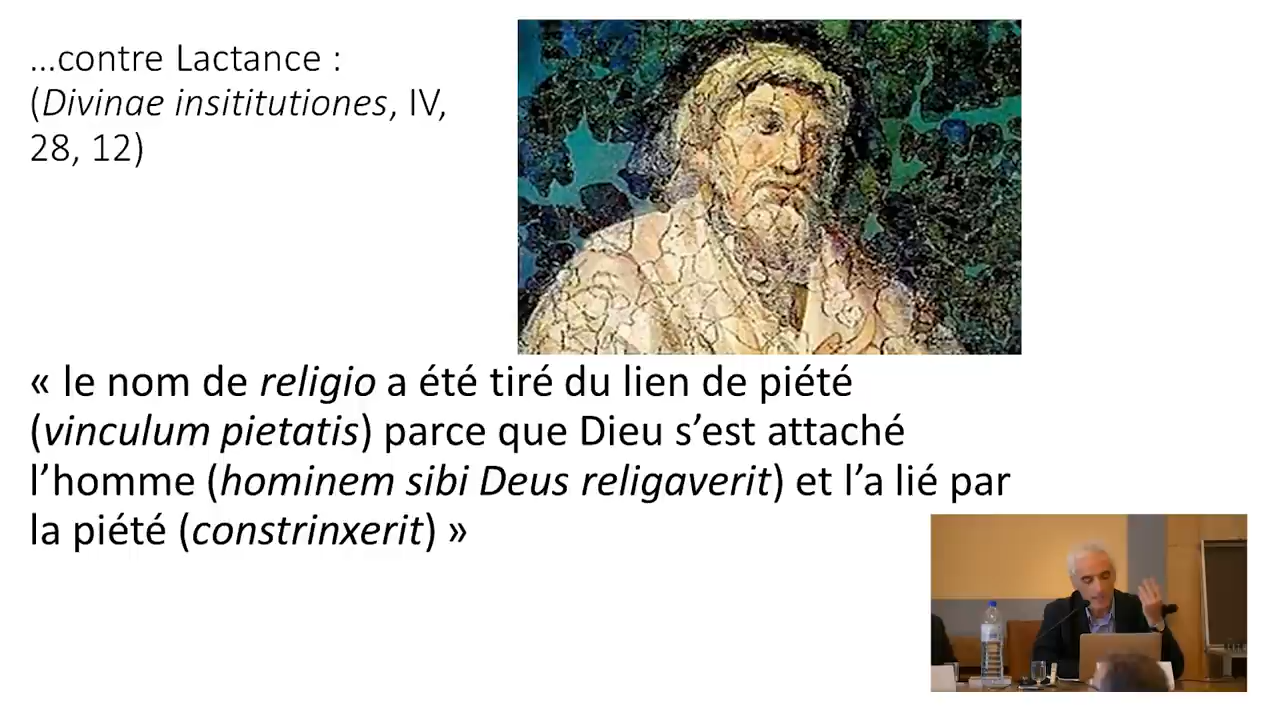 ...contre Lactance :
(Divinae insititutiones, IV,
28, 12)
« le nom de religio a été tiré du lien de piété
(vinculum pietatis) parce que Dieu s’est attaché
l’homme (hominem sibi Deus religaverit) et l’a lié par
la piété (constrinxerit) »